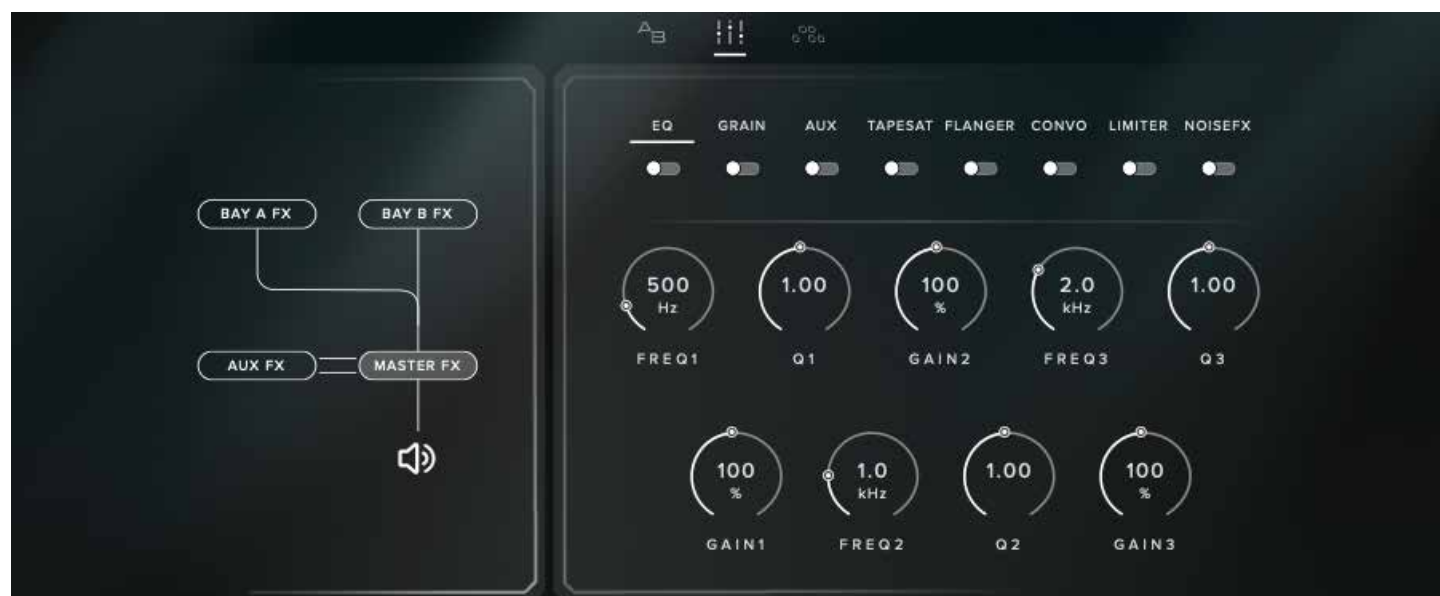 A B
EQ GRAIN AUX TAPESAT FLANGER CONVO LIMITER NOISEFX
BAY A FX BAY B FX
500 Hz 1.00 100 % 2.0 kHz 1.00
FREQ1 Q1 GAIN2 FREQ3 Q3
AUX FX MASTER FX
100 % 1.0 kHz 1.00 100 %
GAIN1 FREQ2 Q2 GAIN3